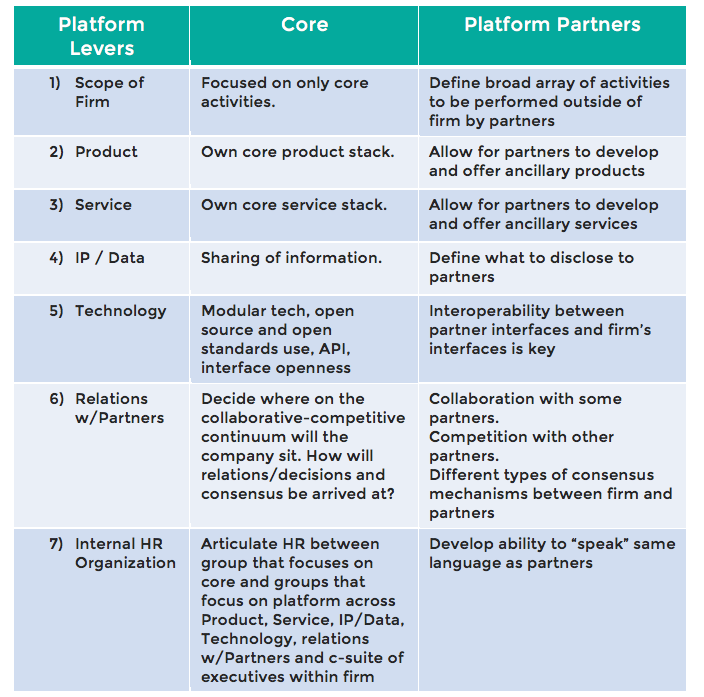 Platform
Levers
Core
Platform Partners
1) Scope of
Firm
Focused on only core
activities.
Define broad array of activities
to be performed outside of
firm by partners
2) Product
Own core product stack.
Allow for partners to develop
and offer ancillary products
3) Service
Own core service stack.
Allow for partners to develop
and offer ancillary services
4) IP / Data
Sharing of information.
Define what to disclose to
partners
5) Technology
Modular tech, open
source and open
standards use, API,
interface openness
Interoperability between
partner interfaces and firm's
interfaces is key
6) Relations
w/Partners
Decide where on the
collaborative-competitive
continuum will the
company sit. How will
relations/decisions and
consensus be arrived at?
Collaboration with some
partners.
Competition with other
partners.
Different types of consensus
mechanisms between firm and
partners
7) Internal HR
Organization
Articulate HR between
group that focuses on
core and groups that
focus on platform across
Product, Service, IP/Data,
Technology, relations
w/Partners and c-suite of
executives within firm
Develop ability to “speak” same
language as partners